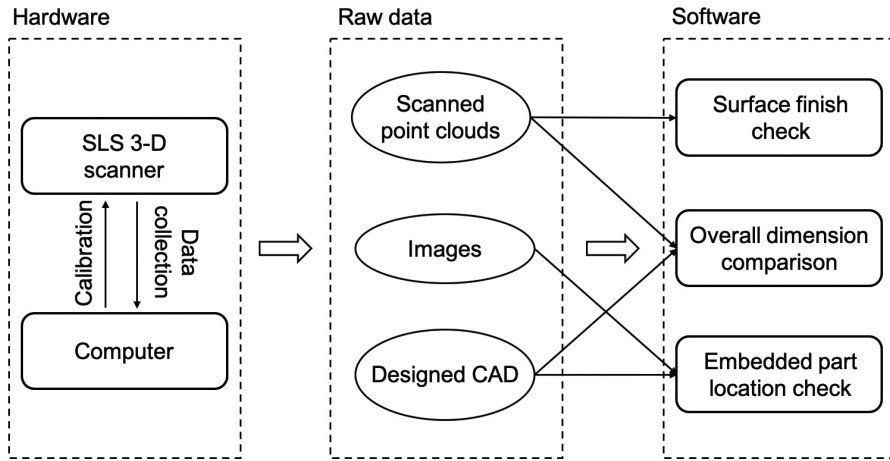 Hardware
SLS 3-D
scanner
Calibration
Data
collection
Computer
Raw data
Scanned
point clouds
Images
Designed CAD
Software
Surface finish
check
Overall dimension
comparison
Embedded part
location check